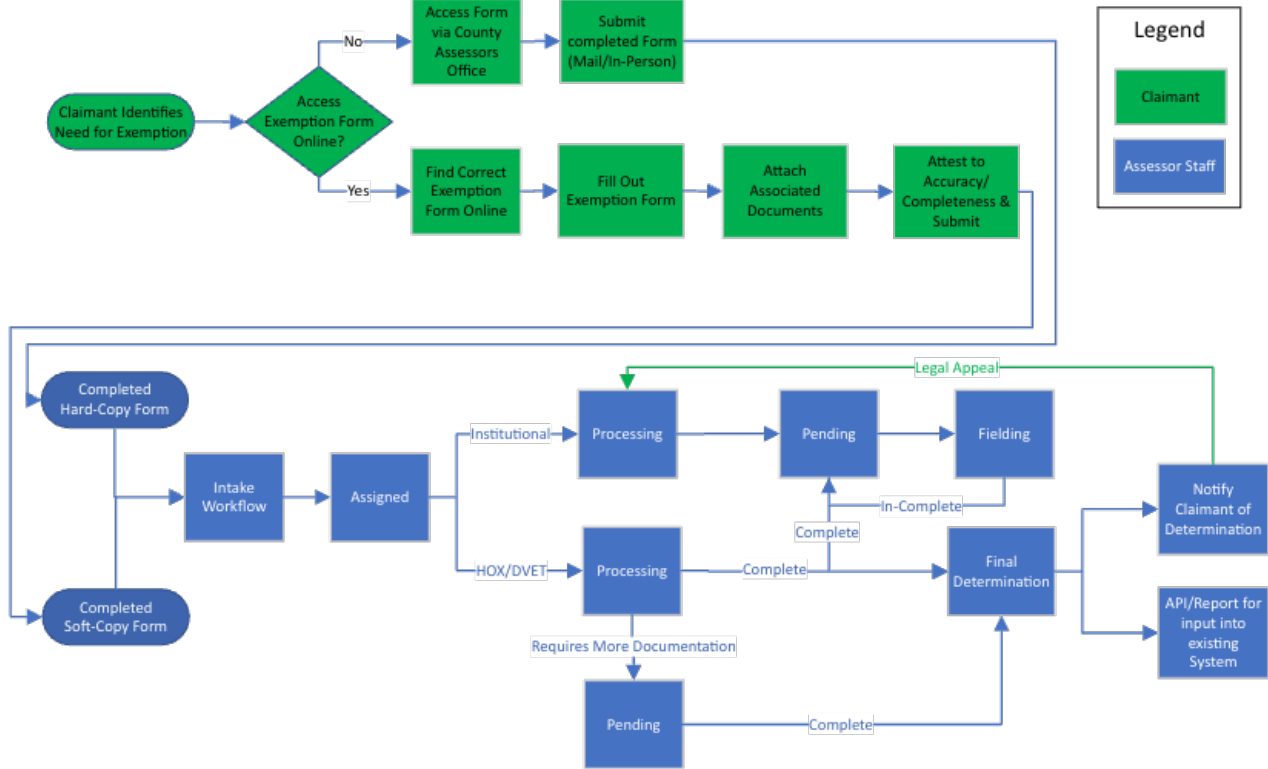 Legend
Claimant
Assessor Staff
Claimant Identifies
Need for Exemption
Access
Exemption Form
Online?
No
Access Form
via County
Assessors
Office
Submit
completed Form
(Mail/In-Person)
Yes
Find Correct
Exemption
Form Online
Fill Out
Exemption Form
Attach
Associated
Documents
Attest to
Accuracy/
Completeness &
Submit
Completed
Hard-Copy Form
Completed
Soft-Copy Form
Intake
Workflow
Assigned
Institutional
Processing
Pending
Fielding
In-Complete
Complete
Legal Appeal
HOX/DVET
Processing
Complete
Final
Determination
Notify
Claimant of
Determination
API/Report for
input into
existing
System
Requires More Documentation
Pending
Complete